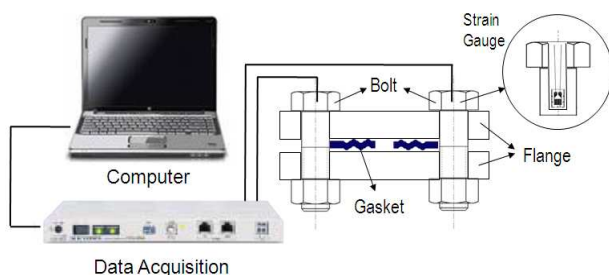 Strain
Gauge
Bolt
Computer
Flange
Gasket
Data Acquisition